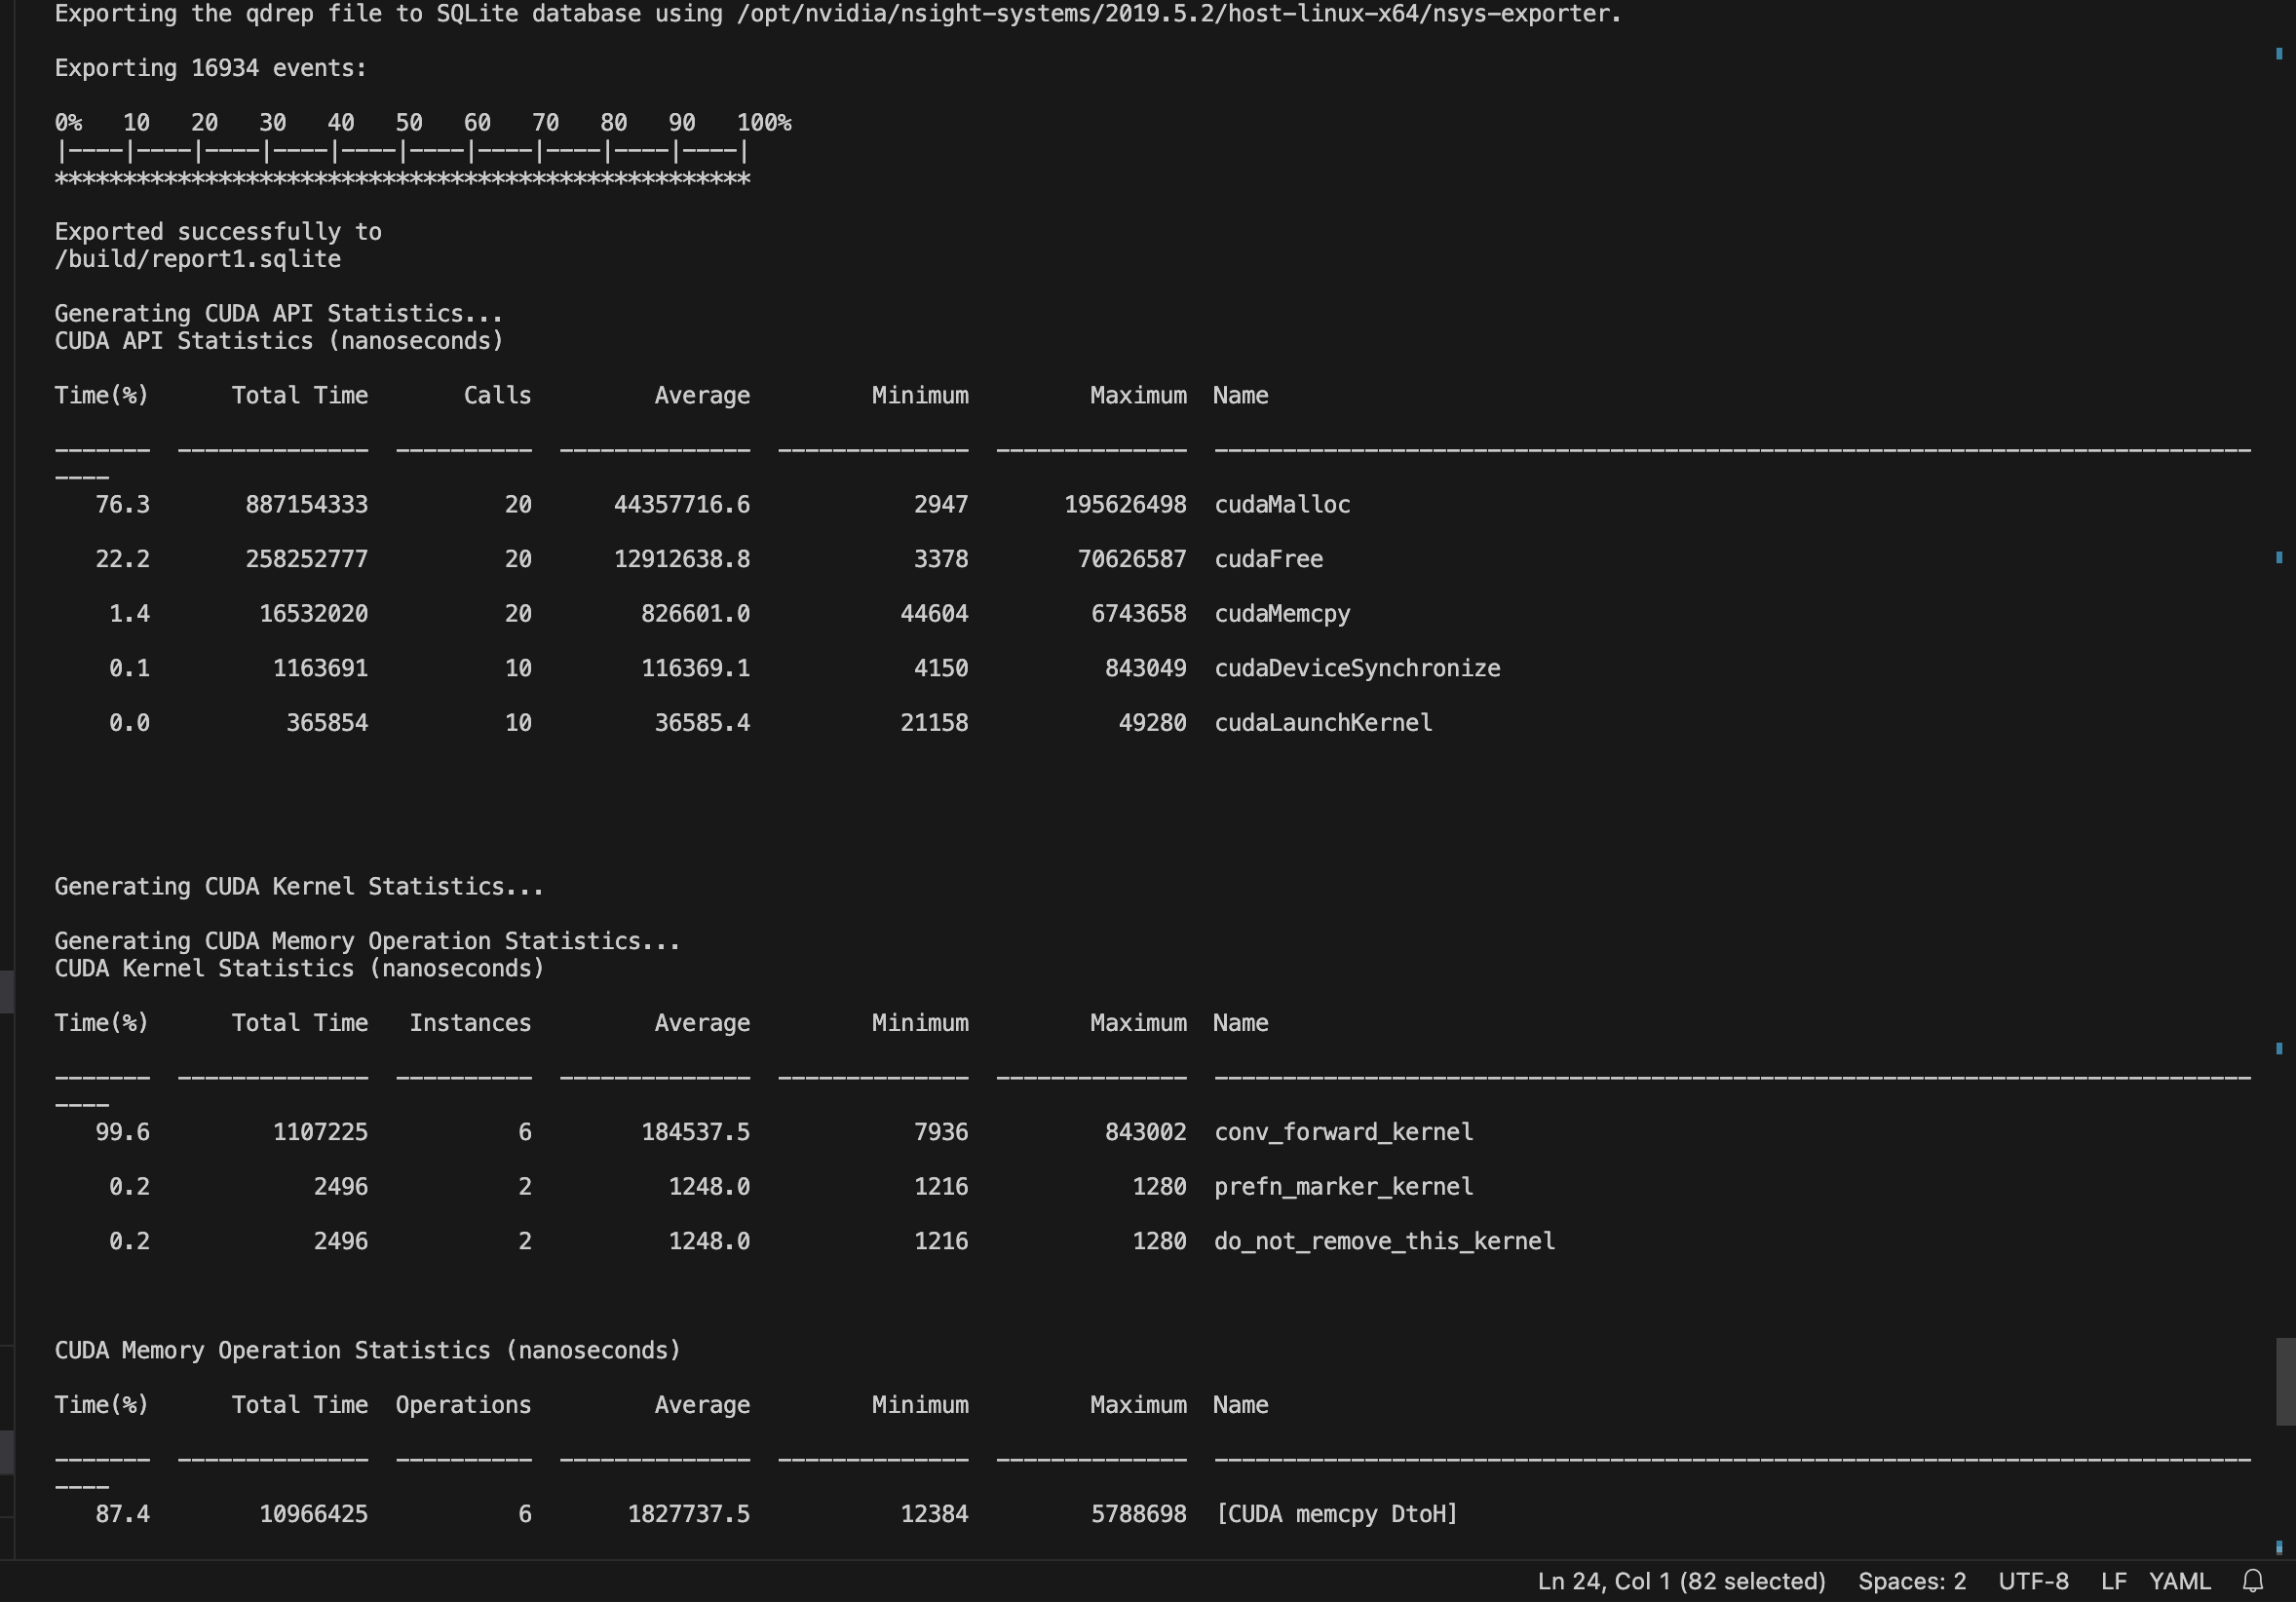 Exporting the qdrep file to SQLite database using /opt/nvidia/nsight-systems/2019.5.2/host-linux-x64/nsys-exporter.
Exporting 16934 events:
0%   10   20   30   40   50   60   70   80   90   100%
|----|----|----|----|----|----|----|----|----|----|
***************************************************
Exported successfully to
/build/report1.sqlite
Generating CUDA API Statistics...
CUDA API Statistics (nanoseconds)
Time(%)      Total Time       Calls         Average         Minimum         Maximum  Name
-------  --------------  ----------  --------------  --------------  --------------  ----------------------------------------------------------------------------
----
   76.3       887154333          20      44357716.6            2947       195626498  cudaMalloc
   22.2       258252777          20      12912638.8            3378        70626587  cudaFree
    1.4        16532020          20        826601.0           44604         6743658  cudaMemcpy
    0.1         1163691          10        116369.1            4150          843049  cudaDeviceSynchronize
    0.0          365854          10         36585.4           21158           49280  cudaLaunchKernel
Generating CUDA Kernel Statistics...
Generating CUDA Memory Operation Statistics...
CUDA Kernel Statistics (nanoseconds)
Time(%)      Total Time   Instances         Average         Minimum         Maximum  Name
-------  --------------  ----------  --------------  --------------  --------------  ----------------------------------------------------------------------------
----
   99.6         1107225           6        184537.5            7936          843002  conv_forward_kernel
    0.2            2496           2          1248.0            1216            1280  prefn_marker_kernel
    0.2            2496           2          1248.0            1216            1280  do_not_remove_this_kernel
CUDA Memory Operation Statistics (nanoseconds)
Time(%)      Total Time  Operations         Average         Minimum         Maximum  Name
-------  --------------  ----------  --------------  --------------  --------------  ----------------------------------------------------------------------------
----
   87.4        10966425           6       1827737.5           12384         5788698  [CUDA memcpy DtoH]
Ln 24, Col 1 (82 selected)   Spaces: 2   UTF-8   LF   YAML